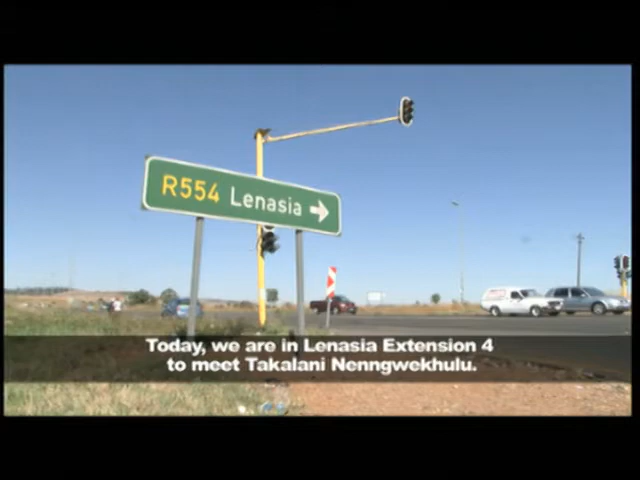 R554 Lenasia
Today, we are in Lenasia Extension 4
to meet Takalani Nenngwekhulu.